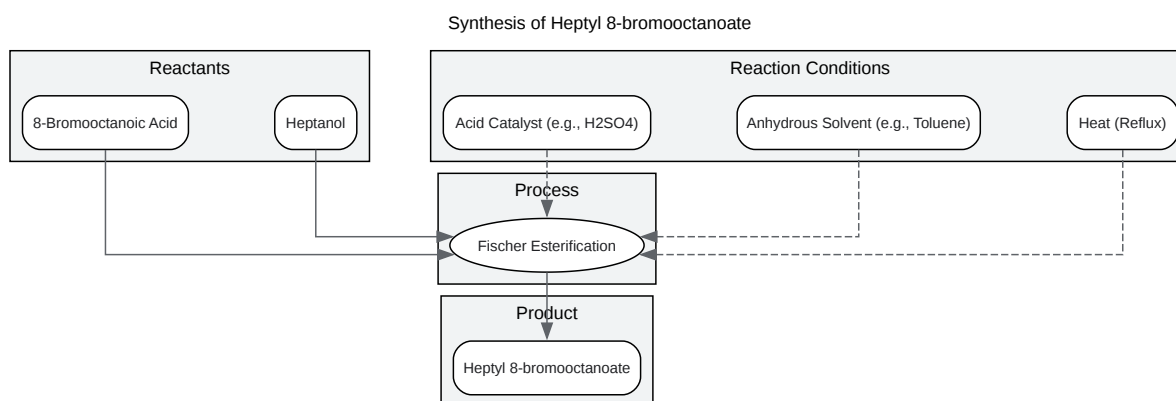 Synthesis of Heptyl 8-bromooctanoate
Reactants
Reaction Conditions
8-Bromooctanoic Acid
Heptanol
Acid Catalyst (e.g., H2SO4)
Anhydrous Solvent (e.g., Toluene)
Heat (Reflux)
Process
Fischer Esterification
Product
Heptyl 8-bromooctanoate